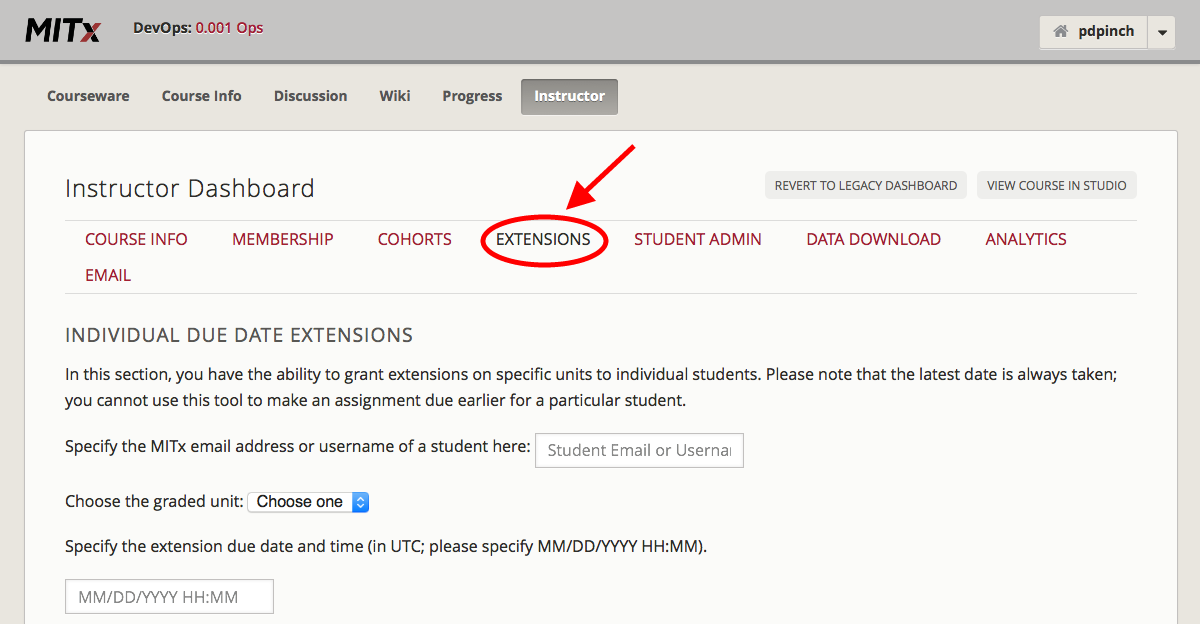 MITx DevOps: 0.001 Ops pdpinch
Courseware Course Info Discussion Wiki Progress Instructor
Instructor Dashboard REVERT TO LEGACY DASHBOARD VIEW COURSE IN STUDIO
COURSE INFO MEMBERSHIP COHORTS EXTENSIONS STUDENT ADMIN DATA DOWNLOAD ANALYTICS
EMAIL
INDIVIDUAL DUE DATE EXTENSIONS
In this section, you have the ability to grant extensions on specific units to individual students. Please note that the latest date is always taken;
you cannot use this tool to make an assignment due earlier for a particular student.
Specify the MITx email address or username of a student here: Student Email or Usernar
Choose the graded unit: Choose one
Specify the extension due date and time (in UTC; please specify MM/DD/YYYY HH:MM).
MM/DD/YYYY HH:MM